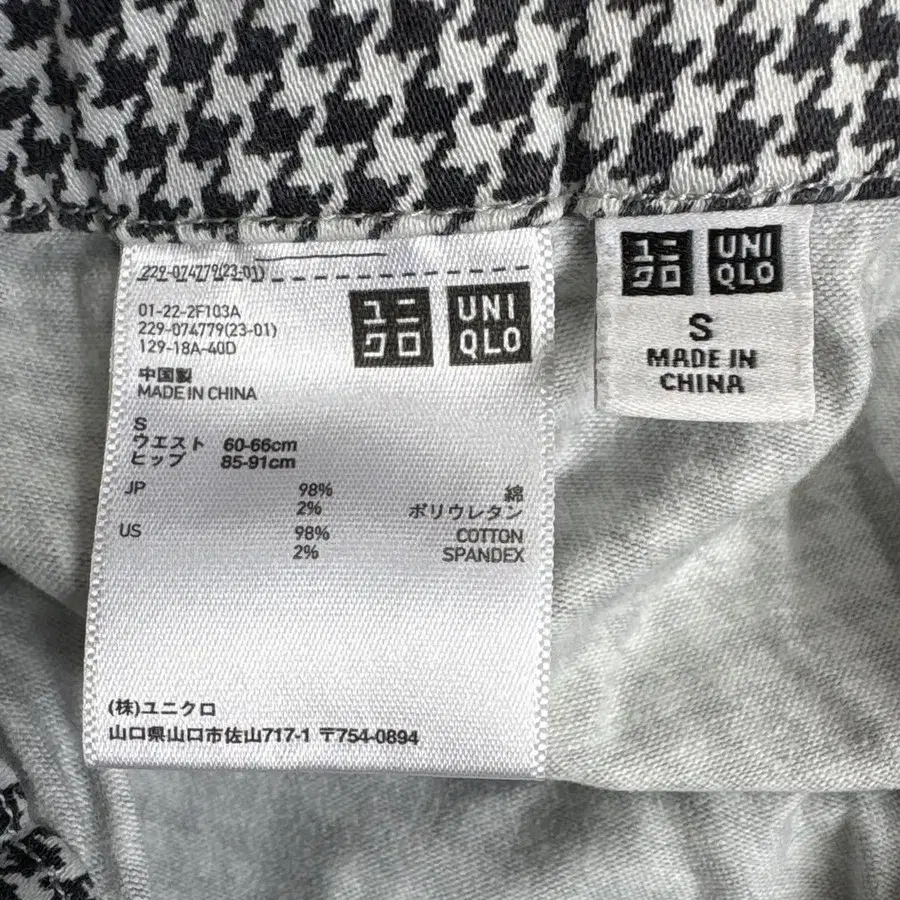 229-074779(23-01)
01-22-2F103A
229-074779(23-01)
129-18A-40D
ユニ
クロ
UNI
QLO
中国製
MADE IN CHINA
S
ウエスト 60-66cm
ヒップ 85-91cm
JP 98% 綿
2% ポリウレタン
US 98% COTTON
2% SPANDEX
(株)ユニクロ
山口県山口市佐山717-1 〒754-0894
ユニ
クロ
UNI
QLO
S
MADE IN
CHINA